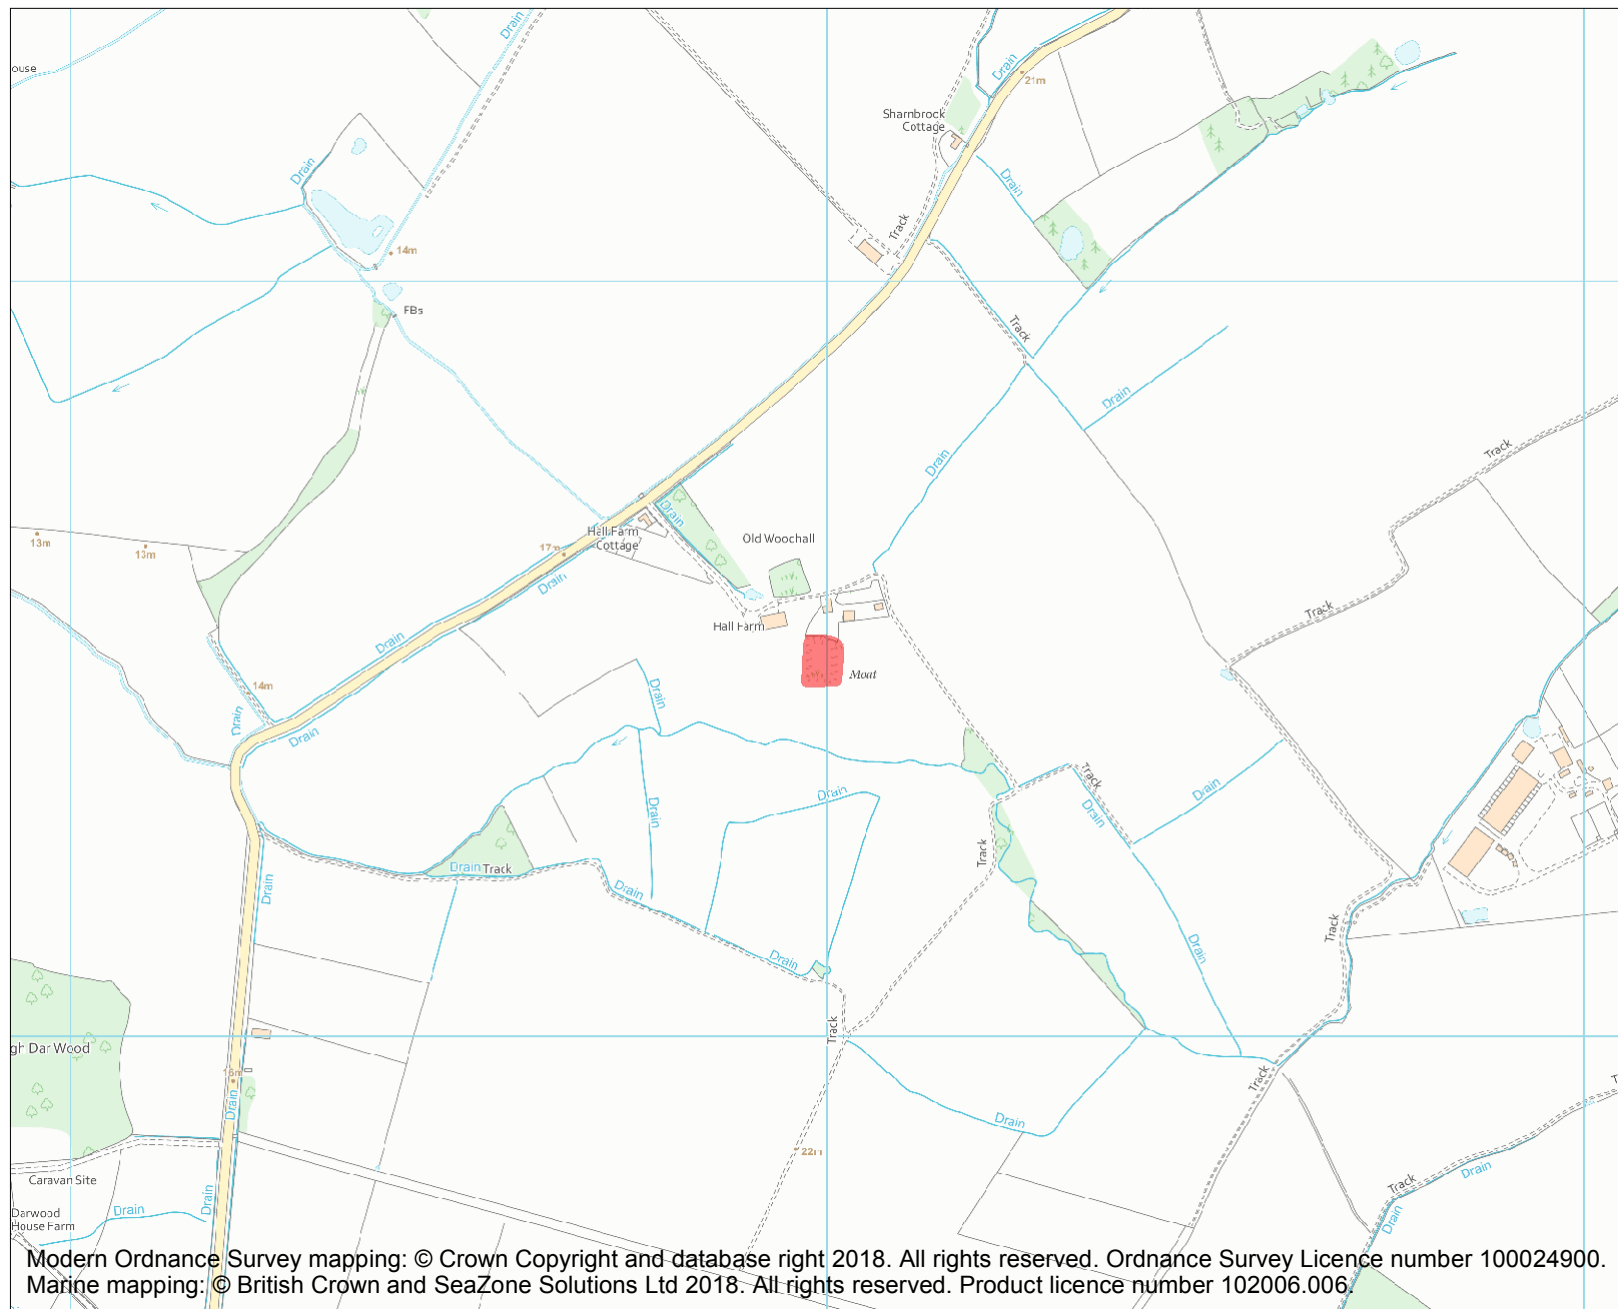 Drain
ouse
Drain
21m
Sharnbrook
Cottage
Drain
Drain
Track
14m
FBs
Track
Drain
Track
Drain
Drain
Hall Farm
Cottage
Old Woochall
17m
13m
13m
Drain
Track
Hall Farm
Drain
Moat
14m
Drain
Drain
Drain
Track
Drain
Drain
Drain
Drain
Track
Drain Track
Drain
Drain
Track
Drain
Drain
Track
gh Dar Wood
16m
Drain
Track
Drain
22m
Caravan Site
Drain
Track
Drain
Drain
Drain
Darwood
House Farm
Modern Ordnance Survey mapping: © Crown Copyright and database right 2018. All rights reserved. Ordnance Survey Licence number 100024900.
Marine mapping: © British Crown and SeaZone Solutions Ltd 2018. All rights reserved. Product licence number 102006.006.